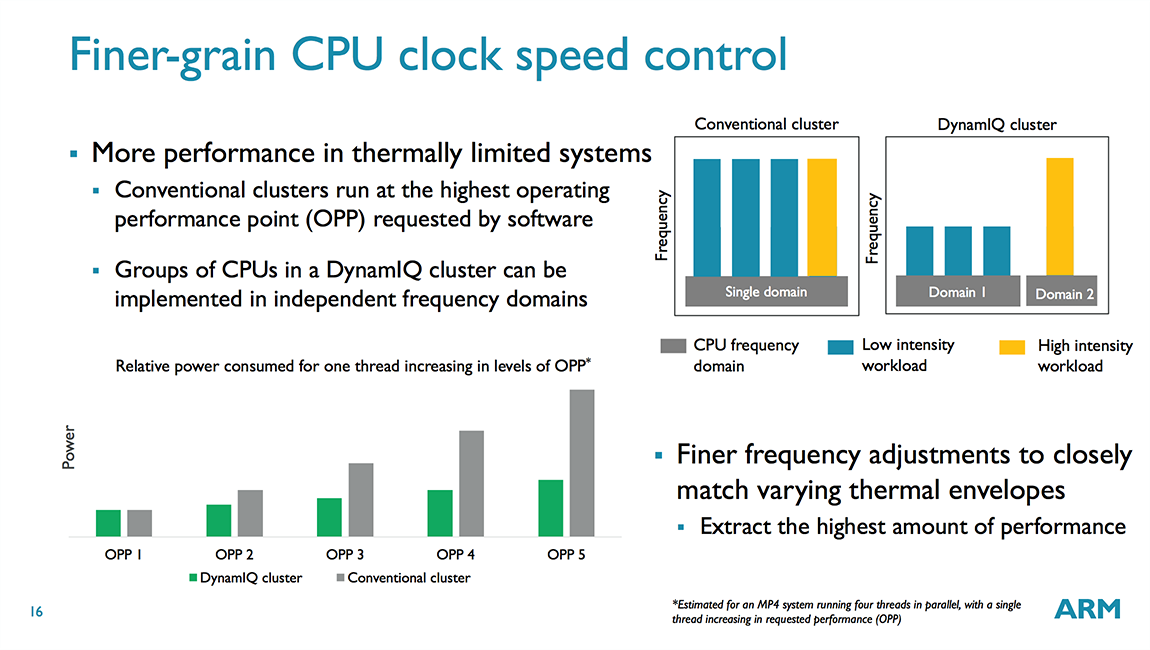 Finer-grain CPU clock speed control
▪ More performance in thermally limited systems
▪ Conventional clusters run at the highest operating
performance point (OPP) requested by software
▪ Groups of CPUs in a DynamIQ cluster can be
implemented in independent frequency domains
Relative power consumed for one thread increasing in levels of OPP*
Power
OPP 1 OPP 2 OPP 3 OPP 4 OPP 5
DynamIQ cluster Conventional cluster
Conventional cluster
Frequency
Single domain
DynamIQ cluster
Frequency
Domain 1 Domain 2
CPU frequency
domain
Low intensity
workload
High intensity
workload
▪ Finer frequency adjustments to closely
match varying thermal envelopes
▪ Extract the highest amount of performance
*Estimated for an MP4 system running four threads in parallel, with a single
thread increasing in requested performance (OPP)
16
ARM